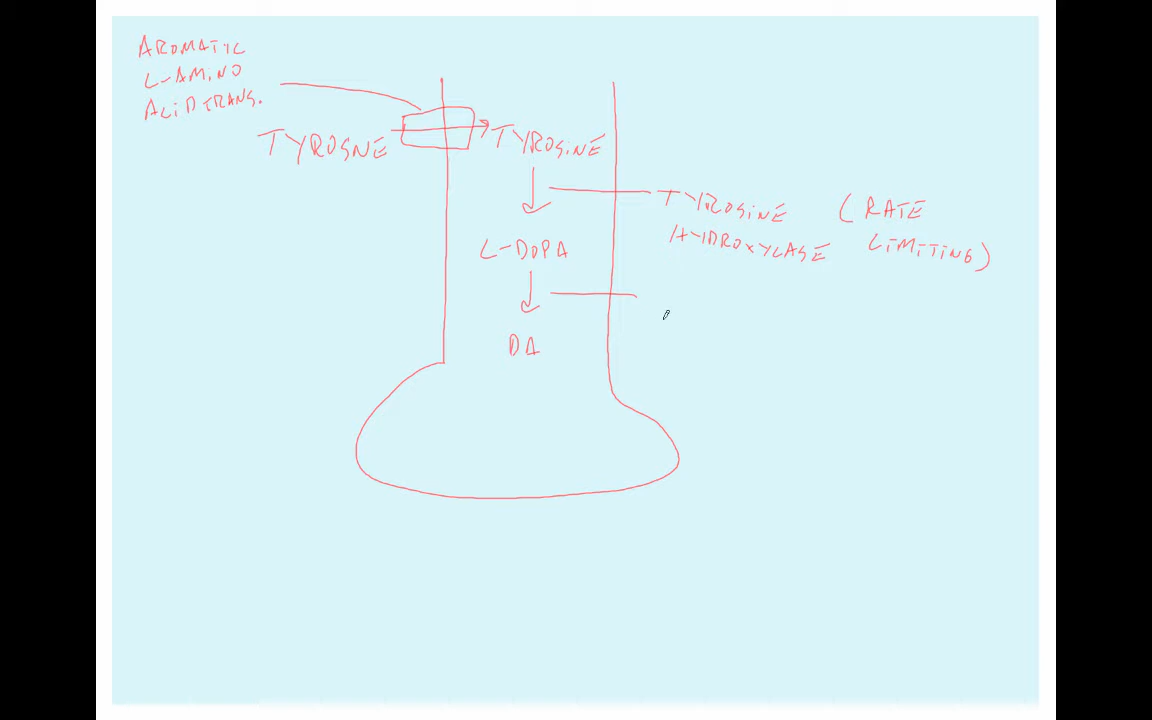 AROMATIC
L-AMINO
ACID TRANS.
TYROSNE
TYROSINE
TYROSINE (RATE
HYDROXYLASE LIMITING)
L-DOPA
DA